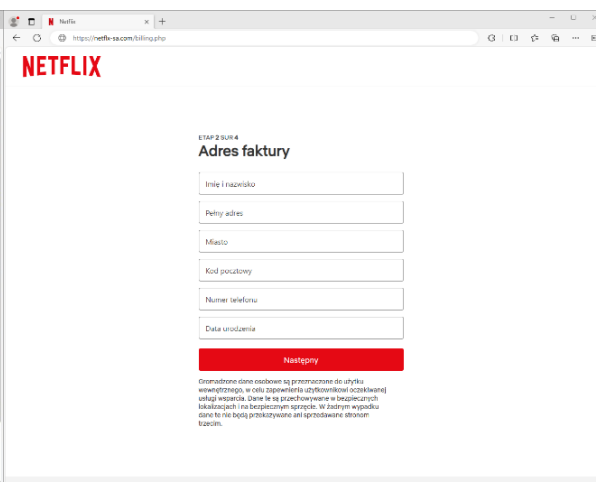 Netflix
https://netflix-sa.com/billing.php
NETFLIX
ETAP 2 SUR 4
Adres faktury
Imię i nazwisko
Pełny adres
Miasto
Kod pocztowy
Numer telefonu
Data urodzenia
Następny
Gromadzone dane osobowe są przeznaczone do użytku
wewnętrznego, w celu zapewnienia użytkownikowi oczekiwanej
usługi wsparcia. Dane te są przechowywane w bezpiecznych
lokalizacjach i na bezpiecznym sprzęcie. W żadnym wypadku
dane te nie będą przekazywane ani sprzedawane stronom
trzecim.